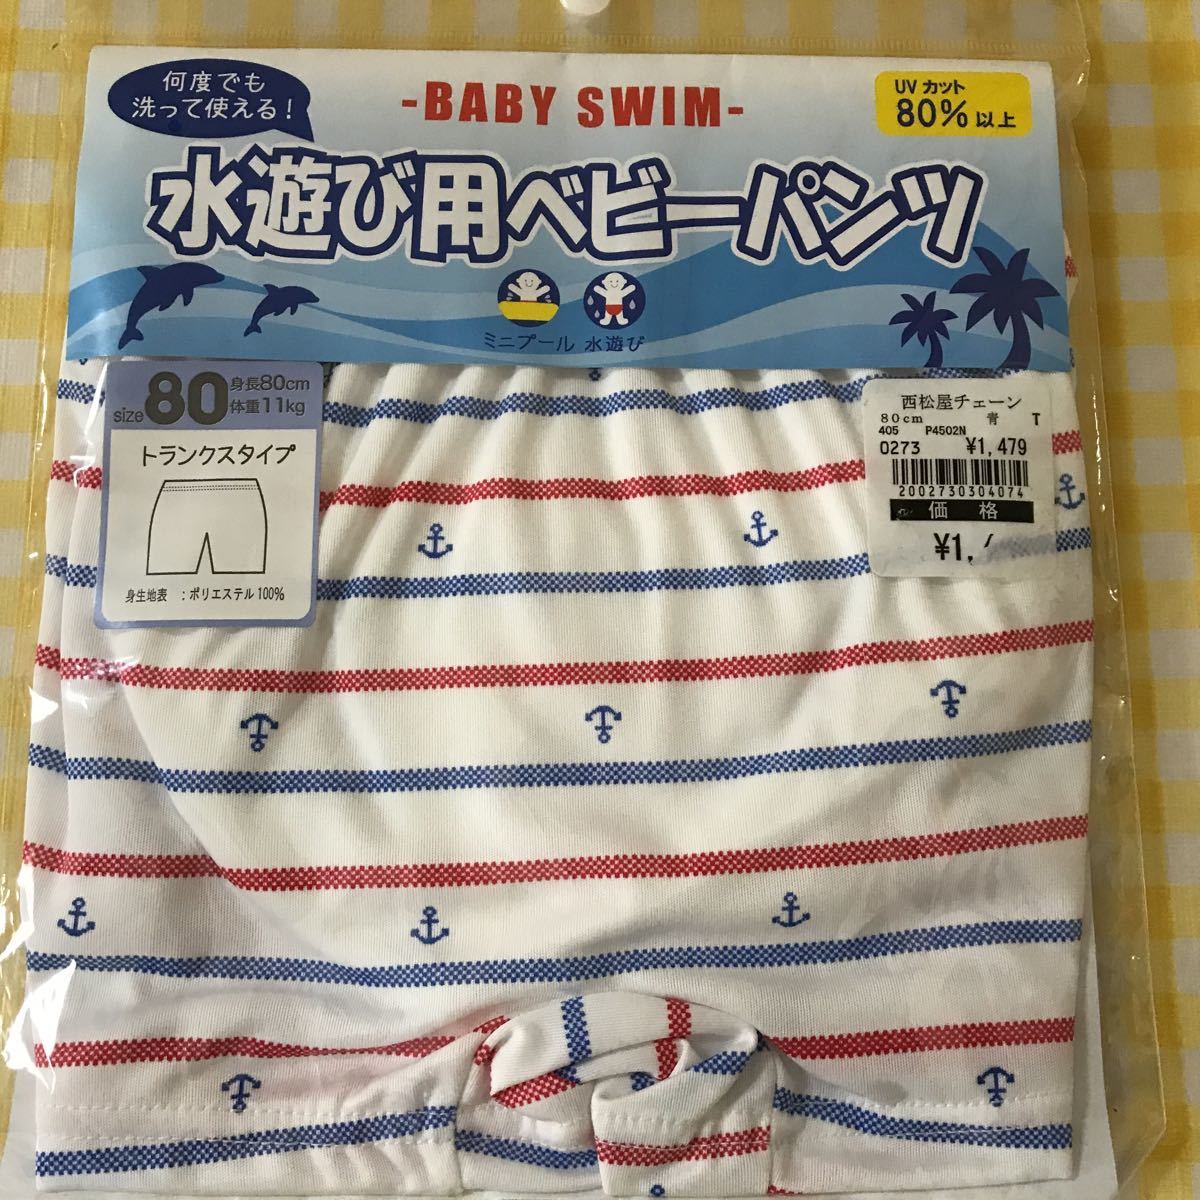 何度でも
洗って使える!
-BABY SWIM-
UVカット
80%以上
水遊び用ベビーパンツ
ミニプール 水遊び
size 80 身長80cm
体重11kg
トランクスタイプ
身生地表 :ポリエステル100%
西松屋チェーン
80cm 青 T
405 P4502N
0273 ¥1,479
2002730304074
価 格
¥1,